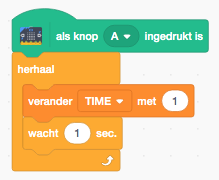 als knop A ingedrukt is
herhaal
verander TIME met 1
wacht 1 sec.